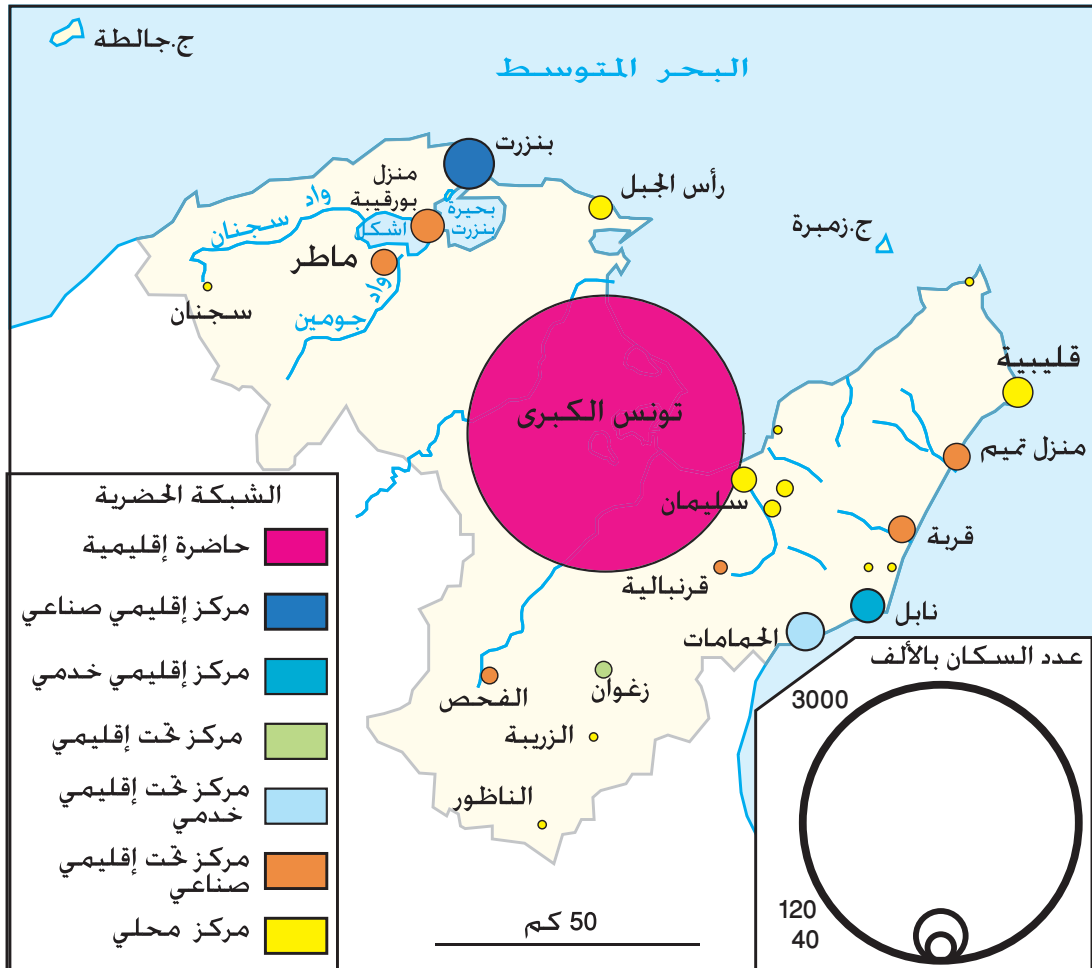 ج.جالطة
البحر المتوسط
بنزرت
منزل
بورقيبة
رأس الجبل
بحيرة
بنزرت
اشكل
واد سجنان
ماطر
ج.زمبرة
سجنان
واد
جومين
قليبية
تونس الكبرى
منزل تميم
سليمان
قربة
قرنبالية
نابل
الحمامات
الفحص
زغوان
الزريبة
الناظور
الشبكة الحضرية
حاضرة إقليمية
مركز إقليمي صناعي
مركز إقليمي خدمي
مركز تحت إقليمي
مركز تحت إقليمي
خدمي
مركز تحت إقليمي
صناعي
مركز محلي
50 كم
عدد السكان بالألف
3000
120
40